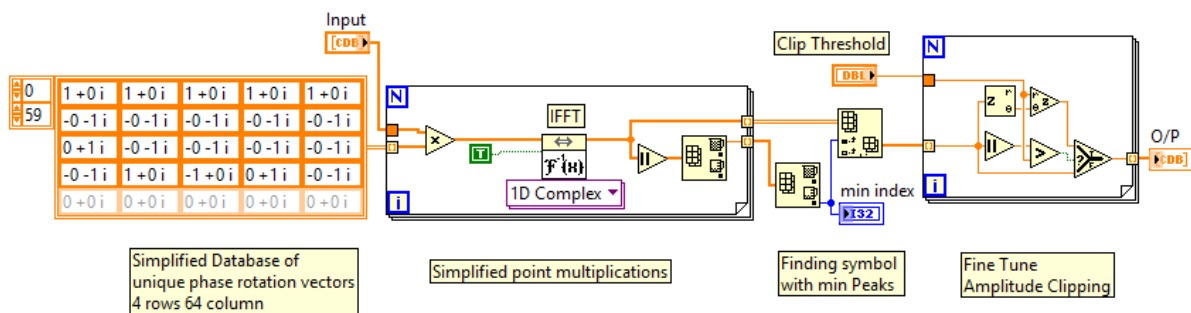 Input
[CDB]
0
59
1 +0 i 1 +0 i 1 +0 i 1 +0 i 1 +0 i
-0 -1 i -0 -1 i -0 -1 i -0 -1 i -0 -1 i
0 +1 i -0 -1 i -0 -1 i -0 -1 i -0 -1 i
-0 -1 i 1 +0 i -1 +0 i 0 +1 i -0 -1 i
0 +0 i 0 +0 i 0 +0 i 0 +0 i 0 +0 i
Simplified Database of
unique phase rotation vectors
4 rows 64 column
N
T
IFFT
F⁻¹{x}
1D Complex
i
Simplified point multiplications
Clip Threshold
DBL
min index
I32
Finding symbol
with min Peaks
N
z r θ
r θ z
>
?
i
O/P
[CDB]
Fine Tune
Amplitude Clipping